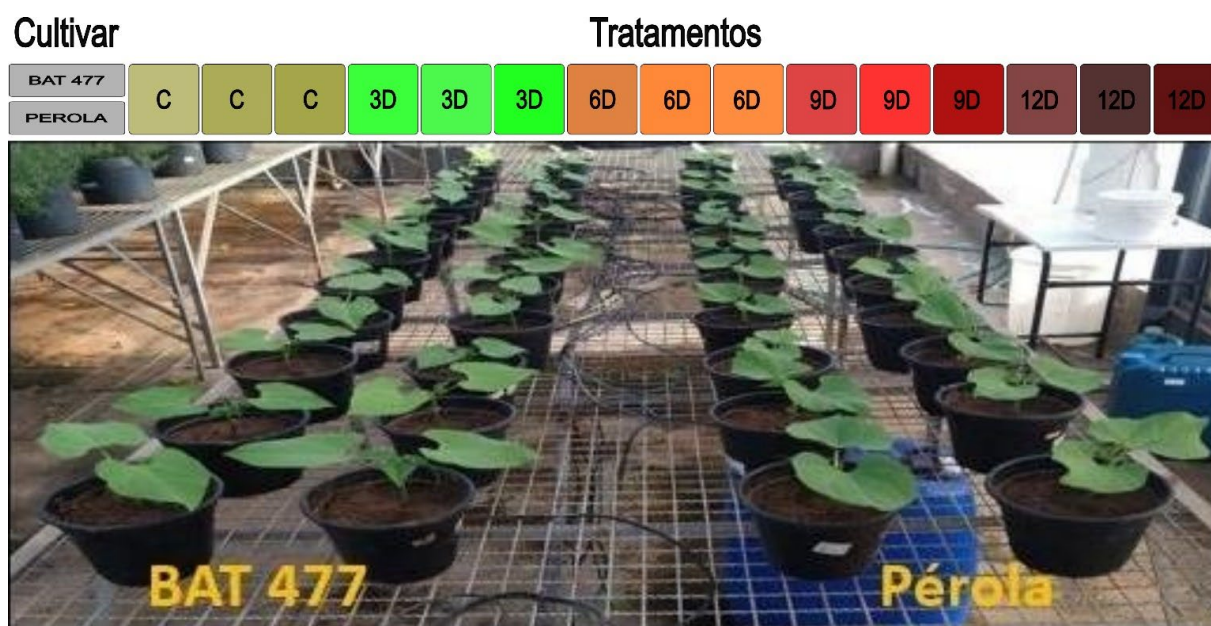 Cultivar Tratamentos
BAT 477
PEROLA
C C C 3D 3D 3D 6D 6D 6D 9D 9D 9D 12D 12D 12D
BAT 477 Pérola